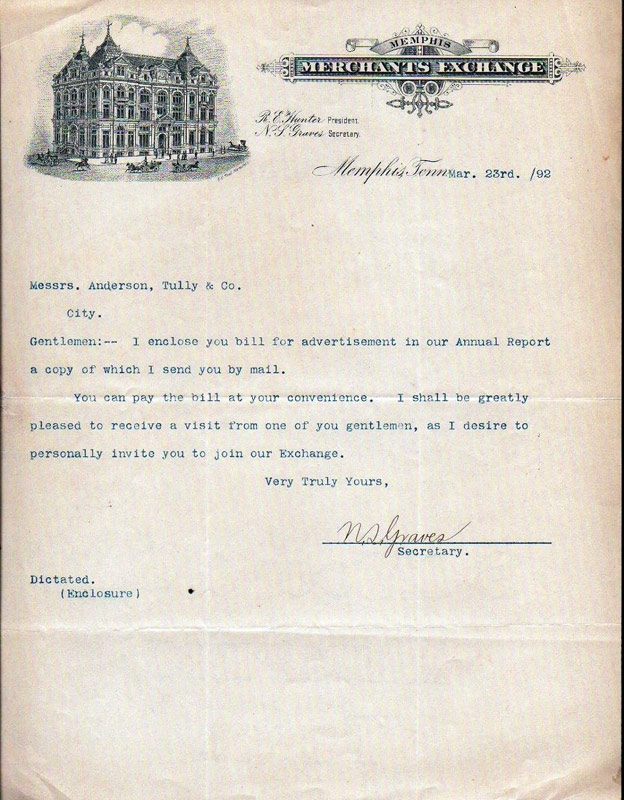 MEMPHIS
MERCHANTS EXCHANGE
R. E. Hunter President.
N. S. Graves Secretary.
Memphis, Tenn Mar. 23rd. /92
Messrs. Anderson, Tully & Co.
City.
Gentlemen:-- I enclose you bill for advertisement in our Annual Report
a copy of which I send you by mail.
You can pay the bill at your convenience. I shall be greatly
pleased to receive a visit from one of you gentlemen, as I desire to
personally invite you to join our Exchange.
Very Truly Yours,
N. S. Graves
Secretary.
Dictated.
(Enclosure)